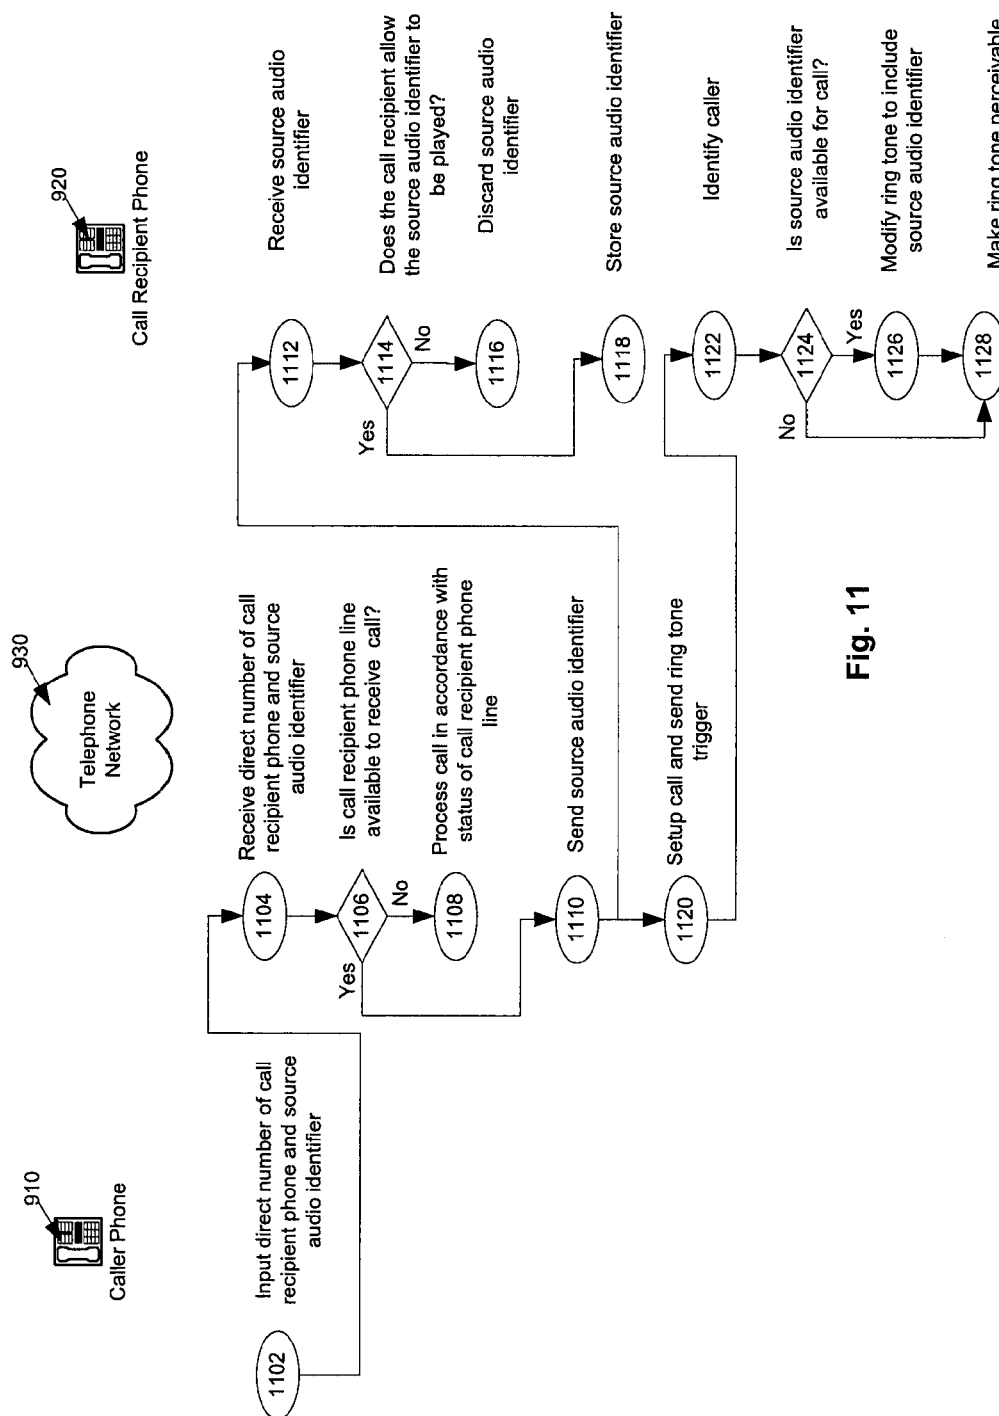 910
Caller Phone
930
Telephone
Network
920
Call Recipient Phone
1102
Input direct number of call
recipient phone and source
audio identifier
1104
Receive direct number of call
recipient phone and source
audio identifier
1106
Is call recipient phone line
available to receive call?
Yes
No
1108
Process call in accordance with
status of call recipient phone
line
1110
Send source audio identifier
1112
Receive source audio
identifier
1114
Does the call recipient allow
the source audio identifier to
be played?
Yes
No
1116
Discard source audio
identifier
1118
Store source audio identifier
1120
Setup call and send ring tone
trigger
1122
Identify caller
1124
Is source audio identifier
available for call?
No
Yes
1126
Modify ring tone to include
source audio identifier
1128
Make ring tone perceivable
Fig. 11